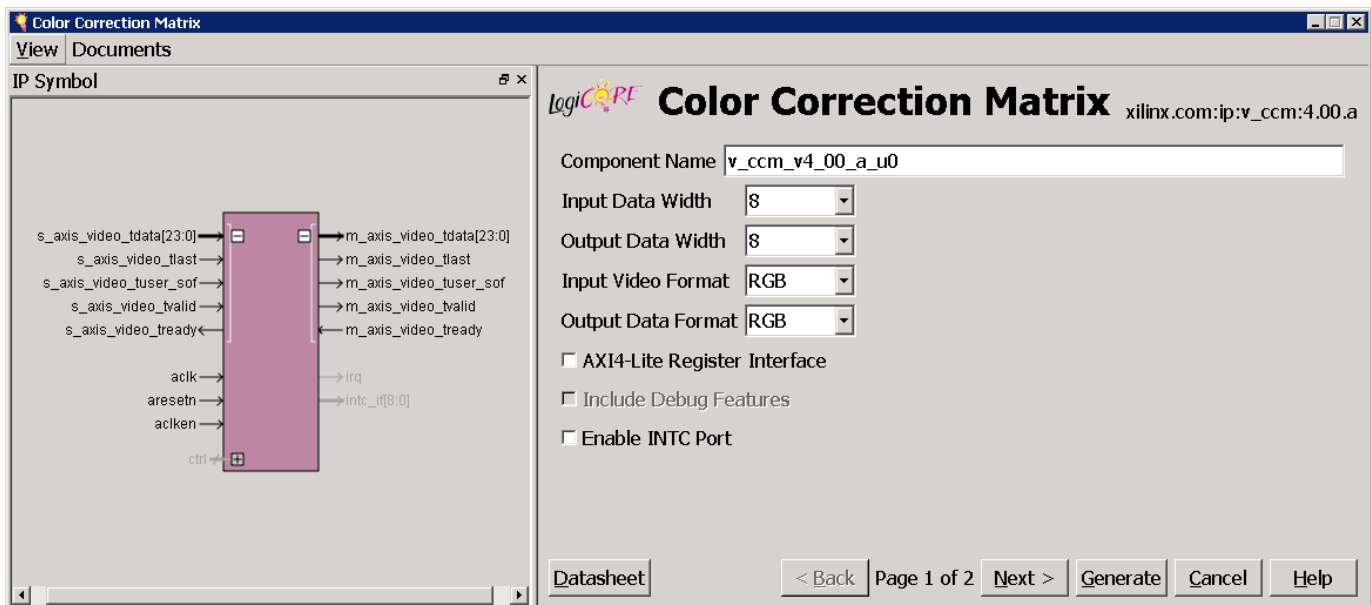 Color Correction Matrix
View Documents
IP Symbol
s_axis_video_tdata[23:0]
s_axis_video_tlast
s_axis_video_tuser_sof
s_axis_video_tvalid
s_axis_video_tready
aclk
aresetn
aclken
ctrl
m_axis_video_tdata[23:0]
m_axis_video_tlast
m_axis_video_tuser_sof
m_axis_video_tvalid
m_axis_video_tready
irq
intc_if[8:0]
LogiCORE Color Correction Matrix xilinx.com:ip:v_ccm:4.00.a
Component Name v_ccm_v4_00_a_u0
Input Data Width 8
Output Data Width 8
Input Video Format RGB
Output Data Format RGB
AXI4-Lite Register Interface
Include Debug Features
Enable INTC Port
Datasheet < Back Page 1 of 2 Next > Generate Cancel Help